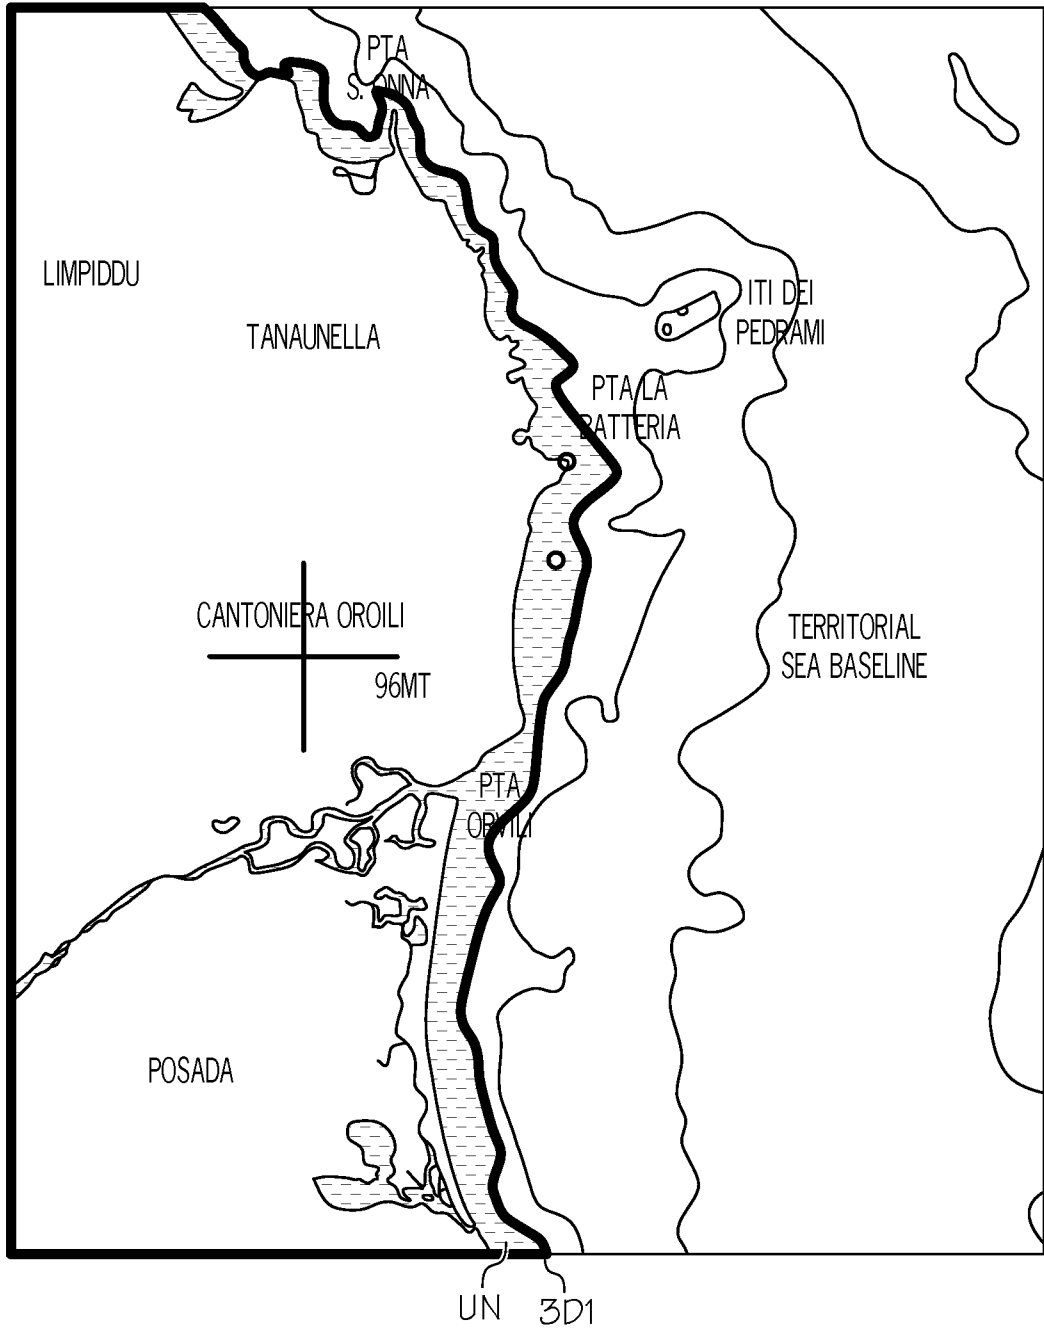 PTA
S. ONNA
LIMPIDDU
ITI DEI
PEDRAMI
TANAUNELLA
PTA LA
BATTERIA
CANTONIERA OROILI
TERRITORIAL
SEA BASELINE
96MT
PTA
ORVILI
POSADA
UN
3D1